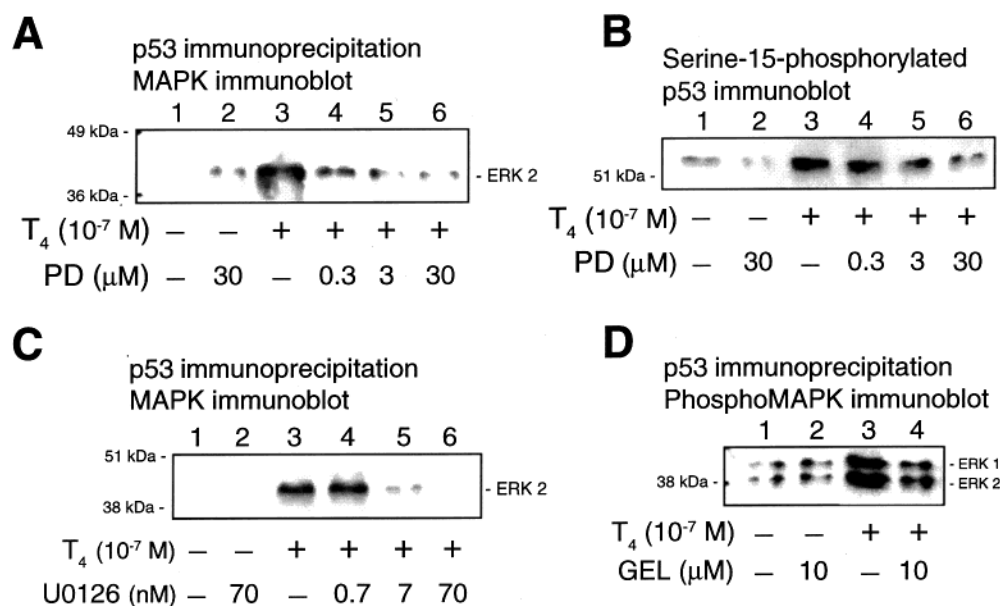 A
p53 immunoprecipitation
MAPK immunoblot
1 2 3 4 5 6
49 kDa -
- ERK 2
36 kDa -
T4 (10-7 M) – – + + + +
PD (μM) – 30 – 0.3 3 30
B
Serine-15-phosphorylated
p53 immunoblot
1 2 3 4 5 6
51 kDa -
T4 (10-7 M) – – + + + +
PD (μM) – 30 – 0.3 3 30
C
p53 immunoprecipitation
MAPK immunoblot
1 2 3 4 5 6
51 kDa -
- ERK 2
38 kDa -
T4 (10-7 M) – – + + + +
U0126 (nM) – 70 – 0.7 7 70
D
p53 immunoprecipitation
PhosphoMAPK immunoblot
1 2 3 4
- ERK 1
38 kDa - - ERK 2
T4 (10-7 M) – – + +
GEL (μM) – 10 – 10